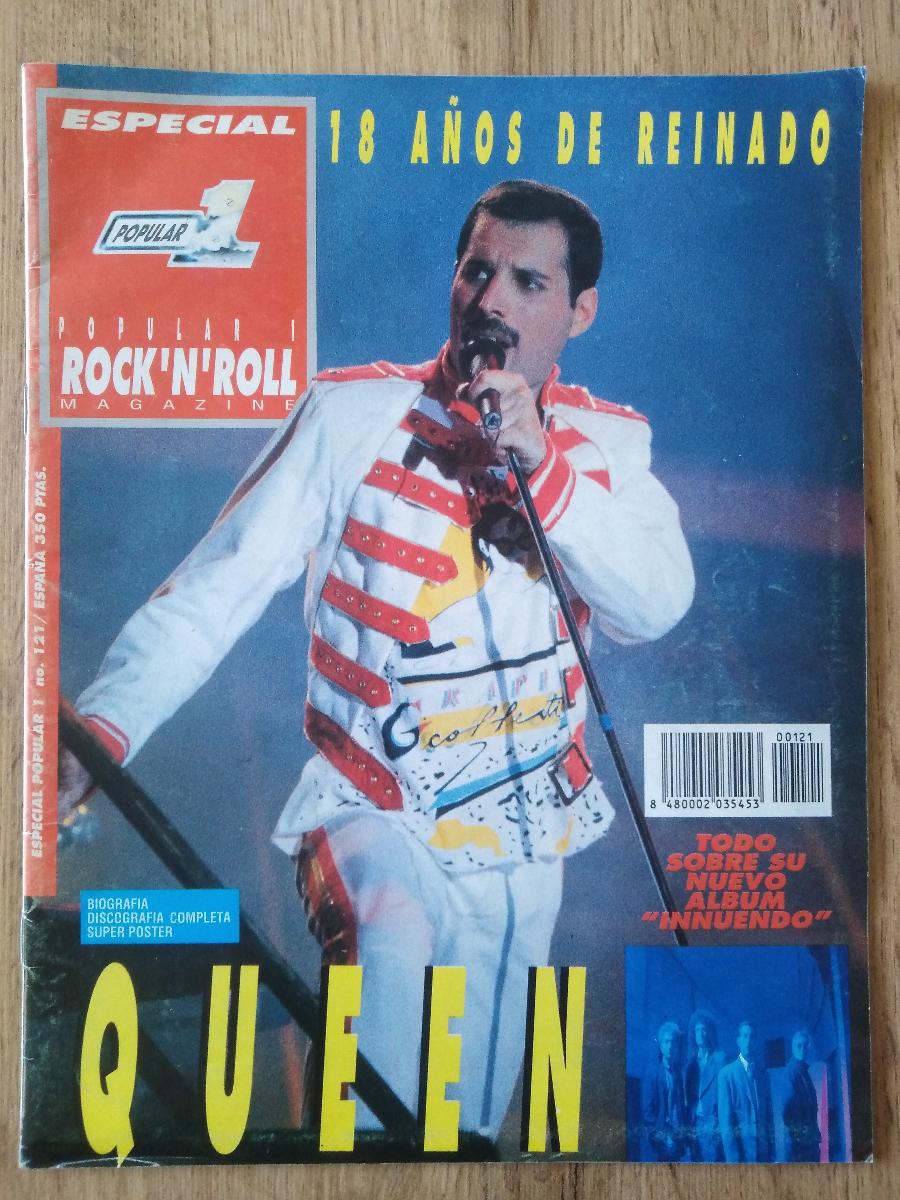 ESPECIAL
POPULAR 1
POPULAR 1
ROCK'N'ROLL
MAGAZINE
18 AÑOS DE REINADO
ESPECIAL POPULAR 1 no. 121/ ESPAÑA 350 PTAS.
00121
8 480002 035453
TODO
SOBRE SU
NUEVO
ALBUM
“INNUENDO”
BIOGRAFIA
DISCOGRAFIA COMPLETA
SUPER POSTER
QUEEN